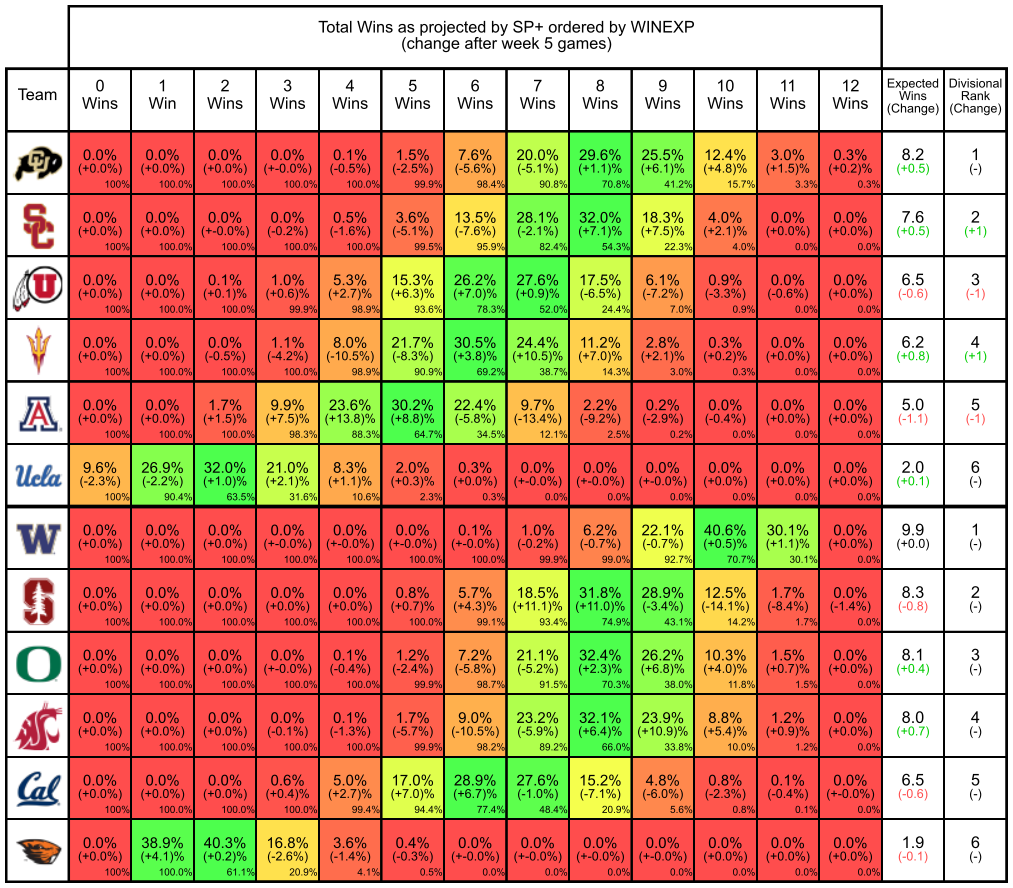 Total Wins as projected by SP+ ordered by WINEXP
(change after week 5 games)
Team
0 Wins
1 Win
2 Wins
3 Wins
4 Wins
5 Wins
6 Wins
7 Wins
8 Wins
9 Wins
10 Wins
11 Wins
12 Wins
Expected Wins (Change)
Divisional Rank (Change)
CU
0.0% 0.0% 0.0% 0.0% 0.1% 1.5% 7.6% 20.0% 29.6% 25.5% 12.4% 3.0% 0.3% 8.2 1
(+0.0%) (+0.0%) (+0.0%) (+-0.0%) (-0.5%) (-2.5%) (-5.6%) (-5.1%) (+1.1)% (+6.1)% (+4.8)% (+1.5)% (+0.2)% (+0.5) (-)
100% 100.0% 100.0% 100.0% 100.0% 99.9% 98.4% 90.8% 70.8% 41.2% 15.7% 3.3% 0.3%
SC
0.0% 0.0% 0.0% 0.0% 0.5% 3.6% 13.5% 28.1% 32.0% 18.3% 4.0% 0.0% 0.0% 7.6 2
(+0.0%) (+0.0%) (+-0.0%) (-0.2%) (-1.6%) (-5.1%) (-7.6%) (-2.1%) (+7.1)% (+7.5)% (+2.1)% (+0.0%) (+0.0%) (+0.5) (+1)
100% 100.0% 100.0% 100.0% 100.0% 99.5% 95.9% 82.4% 54.3% 22.3% 4.0% 0.0% 0.0%
U
0.0% 0.0% 0.1% 1.0% 5.3% 15.3% 26.2% 27.6% 17.5% 6.1% 0.9% 0.0% 0.0% 6.5 3
(+0.0%) (+0.0%) (+0.1)% (+0.6)% (+2.7)% (+6.3)% (+7.0)% (+0.9)% (-6.5%) (-7.2%) (-3.3%) (-0.6%) (+0.0%) (-0.6) (-1)
100% 100.0% 100.0% 99.9% 98.9% 93.6% 78.3% 52.0% 24.4% 7.0% 0.9% 0.0% 0.0%
0.0% 0.0% 0.0% 1.1% 8.0% 21.7% 30.5% 24.4% 11.2% 2.8% 0.3% 0.0% 0.0% 6.2 4
(+0.0%) (+0.0%) (-0.5%) (-4.2%) (-10.5%) (-8.3%) (+3.8)% (+10.5)% (+7.0)% (+2.1)% (+0.2)% (+0.0%) (+0.0%) (+0.8) (+1)
100% 100.0% 100.0% 100.0% 98.9% 90.9% 69.2% 38.7% 14.3% 3.0% 0.3% 0.0% 0.0%
A
0.0% 0.0% 1.7% 9.9% 23.6% 30.2% 22.4% 9.7% 2.2% 0.2% 0.0% 0.0% 0.0% 5.0 5
(+0.0%) (+0.0%) (+1.5)% (+7.5)% (+13.8)% (+8.8)% (-5.8%) (-13.4%) (-9.2%) (-2.9%) (-0.4%) (+0.0%) (+0.0%) (-1.1) (-1)
100% 100.0% 100.0% 98.3% 88.3% 64.7% 34.5% 12.1% 2.5% 0.2% 0.0% 0.0% 0.0%
Ucla
9.6% 26.9% 32.0% 21.0% 8.3% 2.0% 0.3% 0.0% 0.0% 0.0% 0.0% 0.0% 0.0% 2.0 6
(-2.3%) (-2.2%) (+1.0)% (+2.1)% (+1.1)% (+0.3)% (+-0.0%) (+-0.0%) (+-0.0%) (+-0.0%) (+0.0%) (+0.0%) (+0.0%) (+0.1) (-)
100% 90.4% 63.5% 31.6% 10.6% 2.3% 0.3% 0.0% 0.0% 0.0% 0.0% 0.0% 0.0%
W
0.0% 0.0% 0.0% 0.0% 0.0% 0.0% 0.1% 1.0% 6.2% 22.1% 40.6% 30.1% 0.0% 9.9 1
(+0.0%) (+0.0%) (+0.0%) (+-0.0%) (+-0.0%) (+-0.0%) (+-0.0%) (-0.2%) (-0.7%) (-0.7%) (+0.5)% (+1.1)% (+0.0%) (+0.0) (-)
100% 100.0% 100.0% 100.0% 100.0% 100.0% 100.0% 99.9% 99.0% 92.7% 70.7% 30.1% 0.0%
S
0.0% 0.0% 0.0% 0.0% 0.0% 0.8% 5.7% 18.5% 31.8% 28.9% 12.5% 1.7% 0.0% 8.3 2
(+0.0%) (+0.0%) (+0.0%) (+0.0%) (+0.0%) (+0.7)% (+4.3)% (+11.1)% (+11.0)% (-3.4%) (-14.1%) (-8.4%) (-1.4%) (-0.8) (-)
100% 100.0% 100.0% 100.0% 100.0% 100.0% 99.1% 93.4% 74.9% 43.1% 14.2% 1.7% 0.0%
O
0.0% 0.0% 0.0% 0.0% 0.1% 1.2% 7.2% 21.1% 32.4% 26.2% 10.3% 1.5% 0.0% 8.1 3
(+0.0%) (+0.0%) (+0.0%) (+-0.0%) (-0.4%) (-2.4%) (-5.8%) (-5.2%) (+2.3)% (+6.8)% (+4.0)% (+0.7)% (+0.0%) (+0.4) (-)
100% 100.0% 100.0% 100.0% 100.0% 99.9% 98.7% 91.5% 70.3% 38.0% 11.8% 1.5% 0.0%
0.0% 0.0% 0.0% 0.0% 0.1% 1.7% 9.0% 23.2% 32.1% 23.9% 8.8% 1.2% 0.0% 8.0 4
(+0.0%) (+0.0%) (+0.0%) (-0.1%) (-1.3%) (-5.7%) (-10.5%) (-5.9%) (+6.4)% (+10.9)% (+5.4)% (+0.9)% (+0.0%) (+0.7) (-)
100% 100.0% 100.0% 100.0% 100.0% 99.9% 98.2% 89.2% 66.0% 33.8% 10.0% 1.2% 0.0%
Cal
0.0% 0.0% 0.0% 0.6% 5.0% 17.0% 28.9% 27.6% 15.2% 4.8% 0.8% 0.1% 0.0% 6.5 5
(+0.0%) (+0.0%) (+0.0%) (+0.4)% (+2.7)% (+7.0)% (+6.7)% (-1.0%) (-7.1%) (-6.0%) (-2.3%) (-0.4%) (+-0.0%) (-0.6) (-)
100% 100.0% 100.0% 100.0% 99.4% 94.4% 77.4% 48.4% 20.9% 5.6% 0.8% 0.1% 0.0%
0.0% 38.9% 40.3% 16.8% 3.6% 0.4% 0.0% 0.0% 0.0% 0.0% 0.0% 0.0% 0.0% 1.9 6
(+0.0%) (+4.1)% (+0.2)% (-2.6%) (-1.4%) (-0.3%) (+-0.0%) (+-0.0%) (+-0.0%) (+-0.0%) (+0.0%) (+0.0%) (+0.0%) (-0.1) (-)
100% 100.0% 61.1% 20.9% 4.1% 0.5% 0.0% 0.0% 0.0% 0.0% 0.0% 0.0% 0.0%